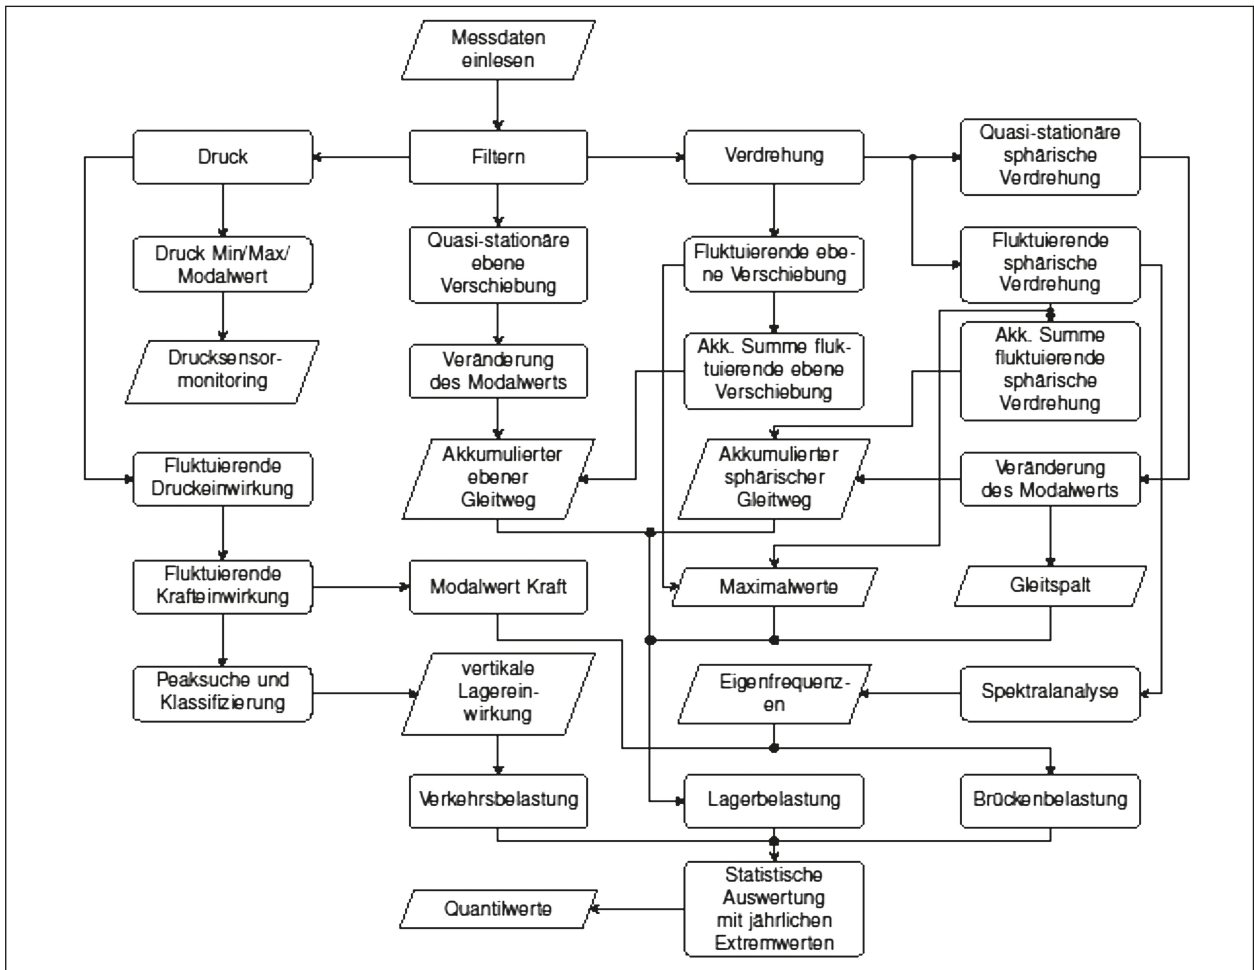 Messdaten
einlesen
Druck
Filtern
Verdrehung
Quasi-stationäre
sphärische
Verdrehung
Druck Min/Max/
Modalwert
Quasi-stationäre
ebene
Verschiebung
Fluktuierende ebe-
ne Verschiebung
Fluktuierende
sphärische
Verdrehung
Drucksensor-
monitoring
Veränderung
des Modalwerts
Akk. Summe fluk-
tuierende ebene
Verschiebung
Akk. Summe
fluktuierende
sphärische
Verdrehung
Fluktuierende
Druckeinwirkung
Akkumulierter
ebener
Gleitweg
Akkumulierter
sphärischer
Gleitweg
Veränderung
des Modalwerts
Fluktuierende
Krafteinwirkung
Modalwert Kraft
Maximalwerte
Gleitspalt
Peaksuche und
Klassifizierung
vertikale
Lagerein-
wirkung
Eigenfrequenz-
en
Spektralanalyse
Verkehrsbelastung
Lagerbelastung
Brückenbelastung
Quantilwerte
Statistische
Auswertung
mit jährlichen
Extremwerten